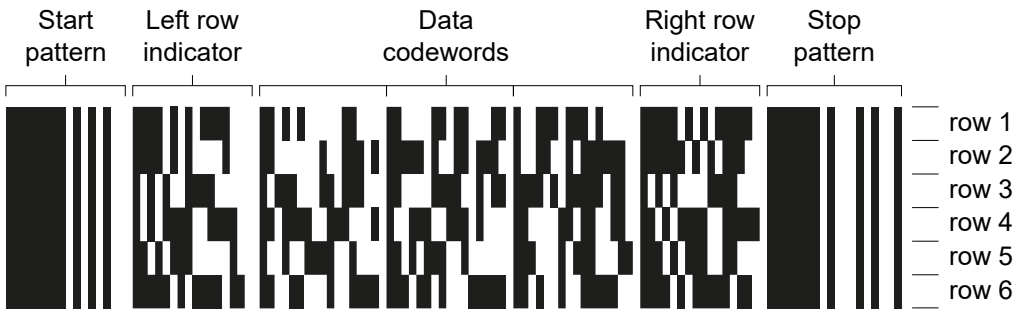 Start pattern
Left row indicator
Data codewords
Right row indicator
Stop pattern
row 1
row 2
row 3
row 4
row 5
row 6